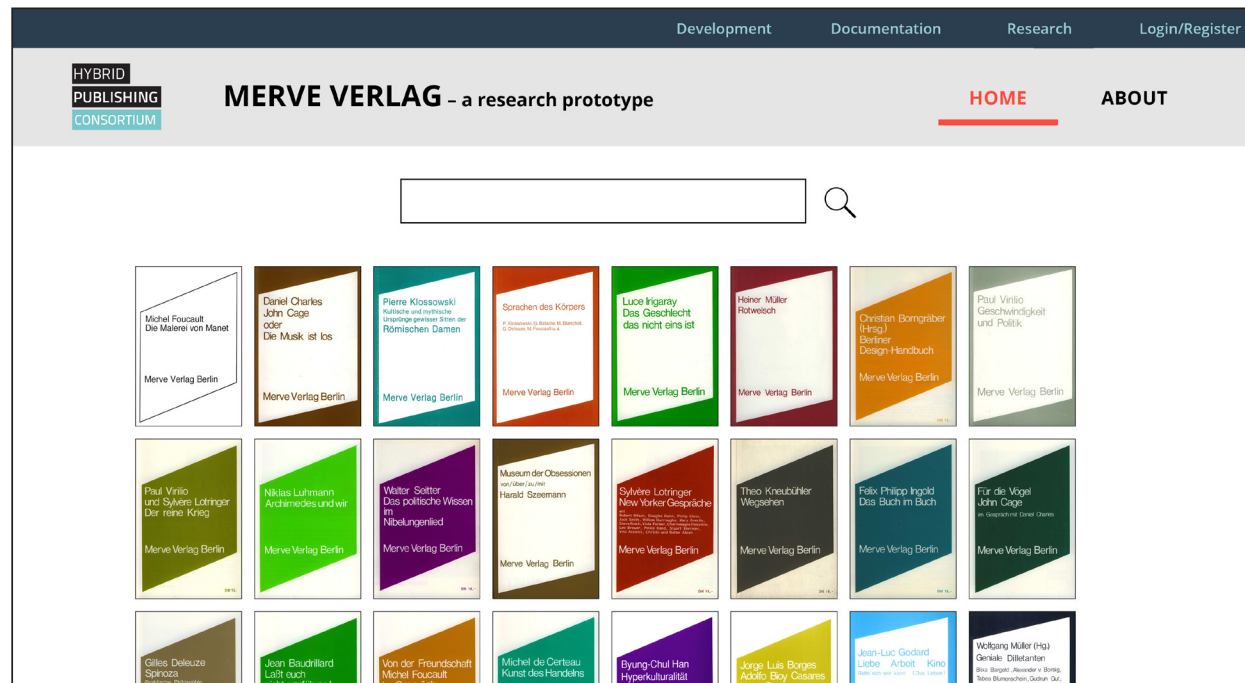 Development Documentation Research Login/Register
HYBRID
PUBLISHING
CONSORTIUM
MERVE VERLAG – a research prototype
HOME ABOUT
Michel Foucault
Die Malerei von Manet
Merve Verlag Berlin
Daniel Charles
John Cage
oder
Die Musik ist los
Merve Verlag Berlin
Pierre Klossowski
Kultische und mythische
Ursprünge gewisser Sitten der
Römischen Damen
Merve Verlag Berlin
Sprachen des Körpers
Merve Verlag Berlin
Luce Irigaray
Das Geschlecht
das nicht eins ist
Merve Verlag Berlin
Heiner Müller
Rotwelsch
Merve Verlag Berlin
Christian Borngräber
(Hrsg.)
Berliner
Design-Handbuch
Merve Verlag Berlin
Paul Virilio
Geschwindigkeit
und Politik
Merve Verlag Berlin
Paul Virilio
und Sylvère Lotringer
Der reine Krieg
Merve Verlag Berlin
Niklas Luhmann
Archimedes und wir
Merve Verlag Berlin
Walter Seitter
Das politische Wissen
im
Nibelungenlied
Merve Verlag Berlin
Museum der Obsessionen
von/über/zu/mit
Harald Szeemann
Merve Verlag Berlin
Sylvère Lotringer
New Yorker Gespräche
Merve Verlag Berlin
Theo Kneubühler
Wegsehen
Merve Verlag Berlin
Felix Philipp Ingold
Das Buch im Buch
Merve Verlag Berlin
Für die Vögel
John Cage
im Gespräch mit Daniel Charles
Merve Verlag Berlin
Gilles Deleuze
Spinoza
Praktische Philosophie
Jean Baudrillard
Laßt euch
Von der Freundschaft
Michel Foucault
Michel de Certeau
Kunst des Handelns
Byung-Chul Han
Hyperkulturalität
Jorge Luis Borges
Adolfo Bioy Casares
Jean-Luc Godard
Liebe Arbeit Kino
Wolfgang Müller (Hg.)
Geniale Dilletanten
Blixa Bargeld, Alexander v. Borsig,
Tabea Blumenschein, Gudrun Gut,